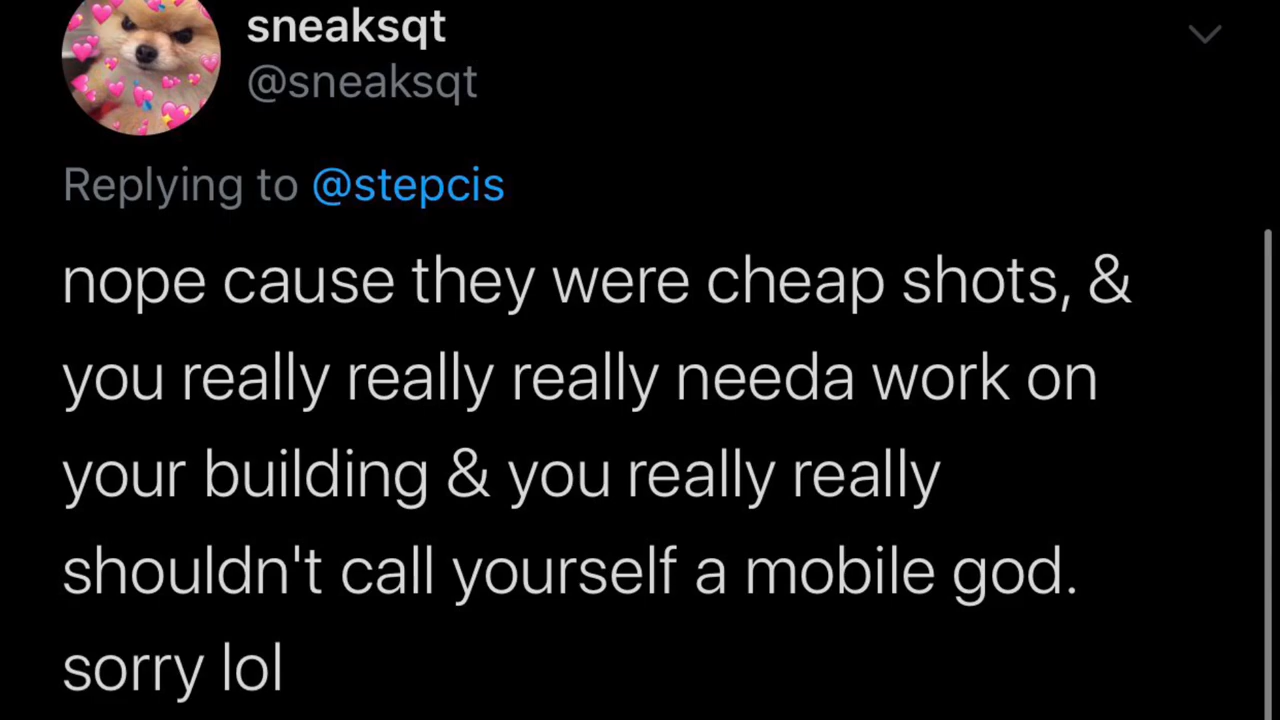 sneaksqt
@sneaksqt
Replying to @stepcis
nope cause they were cheap shots, &
you really really really needa work on
your building & you really really
shouldn't call yourself a mobile god.
sorry lol